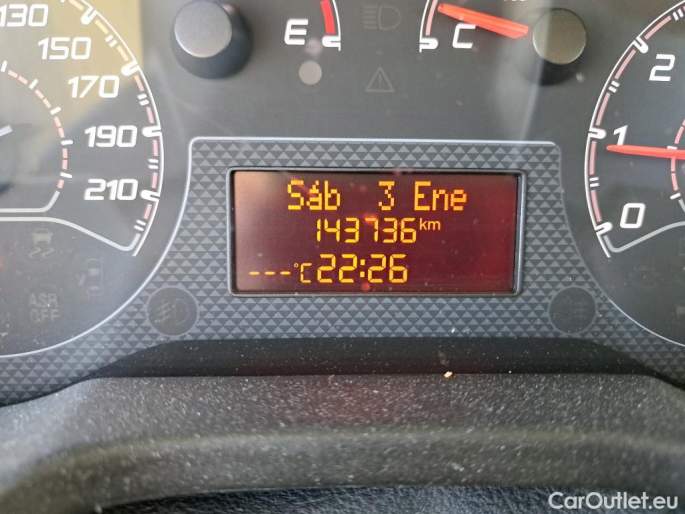 130
150
170
190
210
E
C
2
1
0
Sáb 3 Ene
143736 km
---°C 22:26
ASR
OFF
CarOutlet.eu